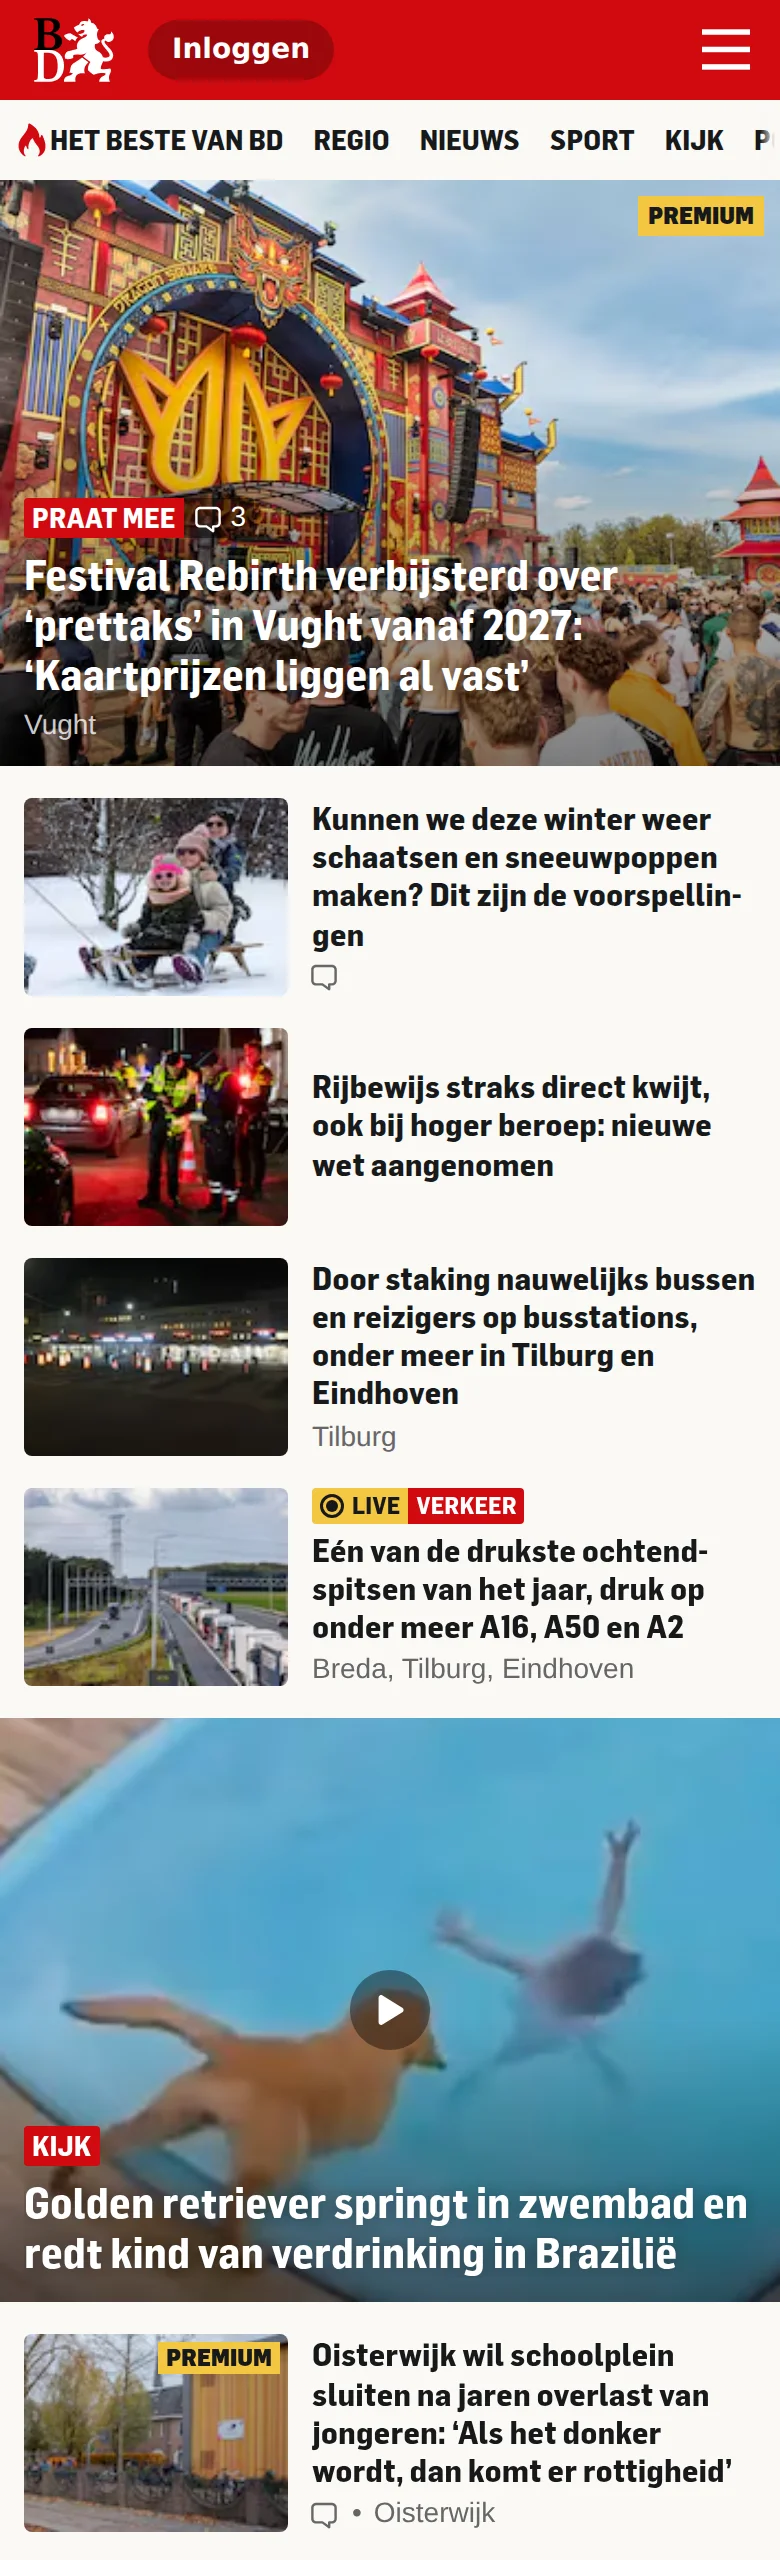 BD
Inloggen
HET BESTE VAN BD
REGIO
NIEUWS
SPORT
KIJK
PREMIUM
DRAGON SQUARE
PRAAT MEE
3
Festival Rebirth verbijsterd over
‘prettaks’ in Vught vanaf 2027:
‘Kaartprijzen liggen al vast’
Vught
Kunnen we deze winter weer
schaatsen en sneeuwpoppen
maken? Dit zijn de voorspellin-
gen
Rijbewijs straks direct kwijt,
ook bij hoger beroep: nieuwe
wet aangenomen
Door staking nauwelijks bussen
en reizigers op busstations,
onder meer in Tilburg en
Eindhoven
Tilburg
LIVE VERKEER
Eén van de drukste ochtend-
spitsen van het jaar, druk op
onder meer A16, A50 en A2
Breda, Tilburg, Eindhoven
KIJK
Golden retriever springt in zwembad en
redt kind van verdrinking in Brazilië
PREMIUM
Oisterwijk wil schoolplein
sluiten na jaren overlast van
jongeren: ‘Als het donker
wordt, dan komt er rottigheid’
• Oisterwijk